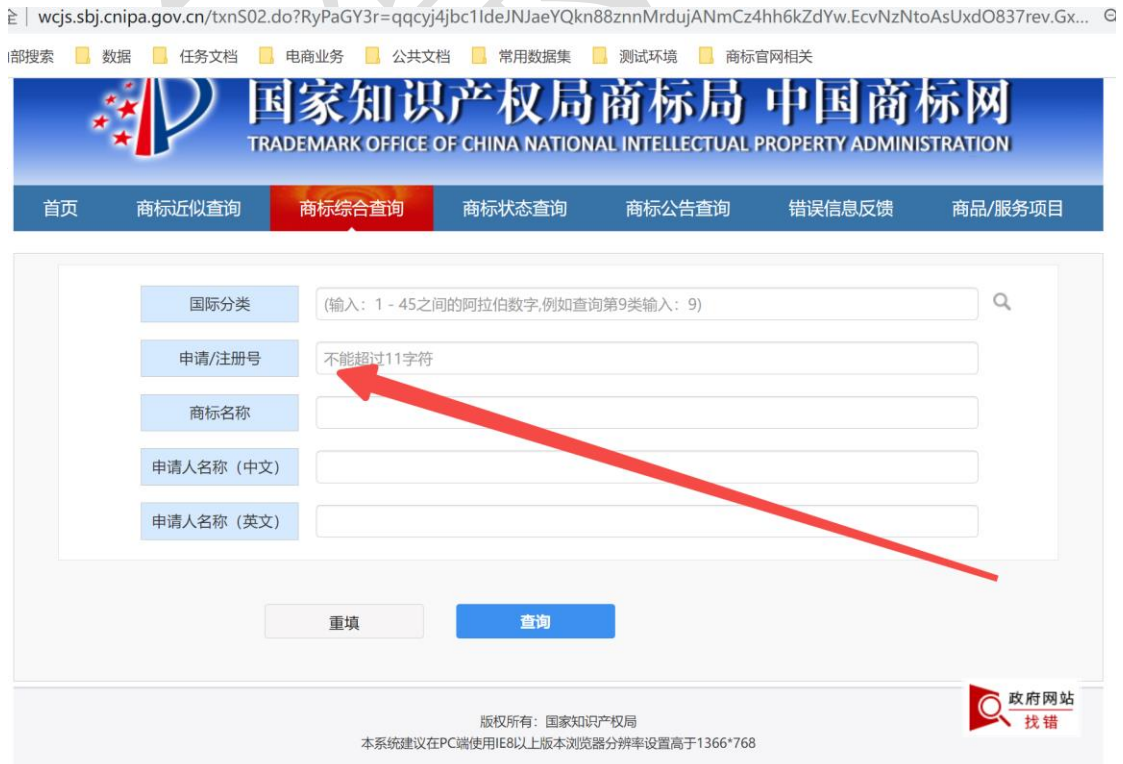 全 | wcjs.sbj.cnipa.gov.cn/txnS02.do?RyPaGY3r=qqcyj4jbc1IdeJNJaeYQkn88znnMrdujANmCz4hh6kZdYw.EcvNzNtoAsUxdO837rev.Gx...
部搜索 数据 任务文档 电商业务 公共文档 常用数据集 测试环境 商标官网相关
国家知识产权局商标局 中国商标网
TRADEMARK OFFICE OF CHINA NATIONAL INTELLECTUAL PROPERTY ADMINISTRATION
首页 商标近似查询 商标综合查询 商标状态查询 商标公告查询 错误信息反馈 商品/服务项目
国际分类 (输入：1 - 45之间的阿拉伯数字,例如查询第9类输入：9)
申请/注册号 不能超过11字符
商标名称
申请人名称（中文）
申请人名称（英文）
重填 查询
政府网站
找错
版权所有：国家知识产权局
本系统建议在PC端使用IE8以上版本浏览器分辨率设置高于1366*768